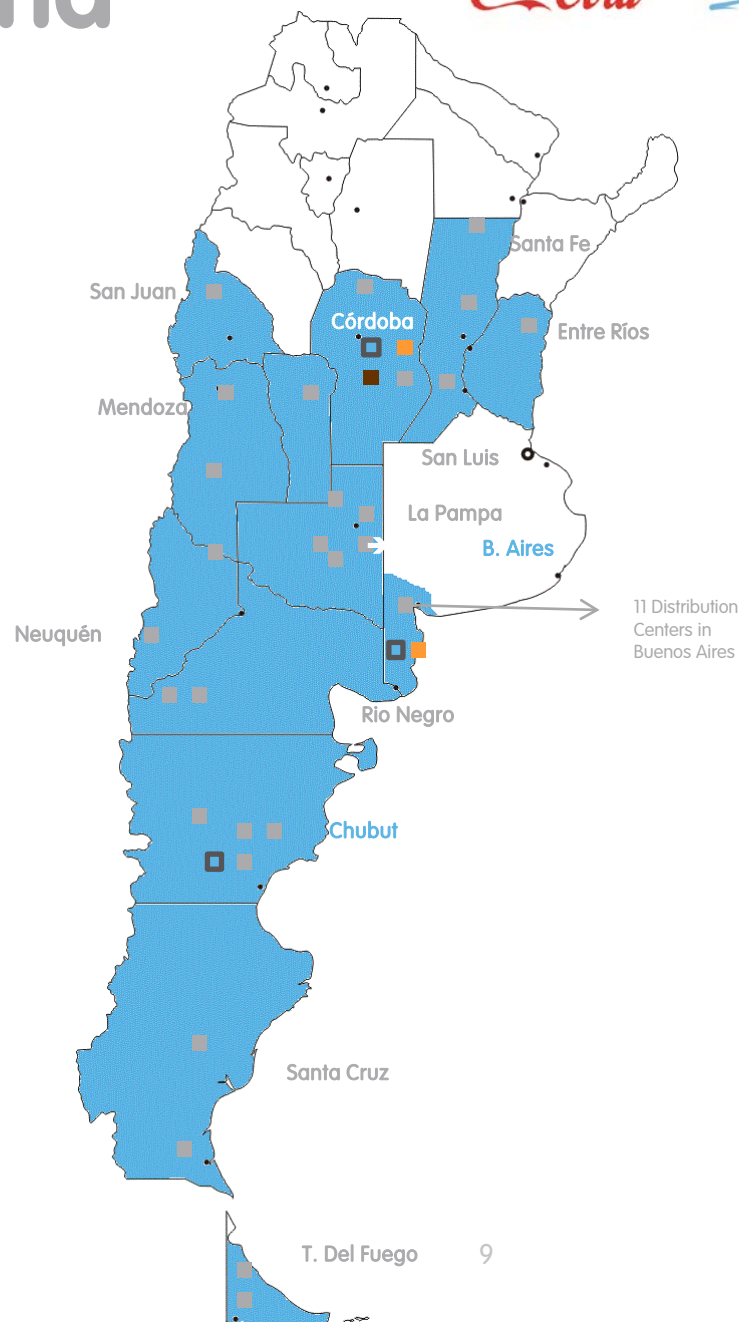 Santa Fe
San Juan
Córdoba
Entre Ríos
Mendoza
San Luis
La Pampa
B. Aires
11 Distribution
Centers in
Buenos Aires
Neuquén
Rio Negro
Chubut
Santa Cruz
T. Del Fuego
9